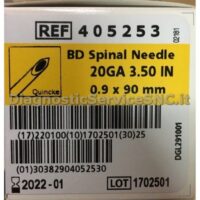 REF 405253
BD Spinal Needle
20GA 3.50 IN
0.9 x 90 mm
Quincke
DiagnosticServiceSNC.it
(17)220100(10)1702501(30)25
(01)30382904052530
2022-01 LOT 1702501
DGL291001